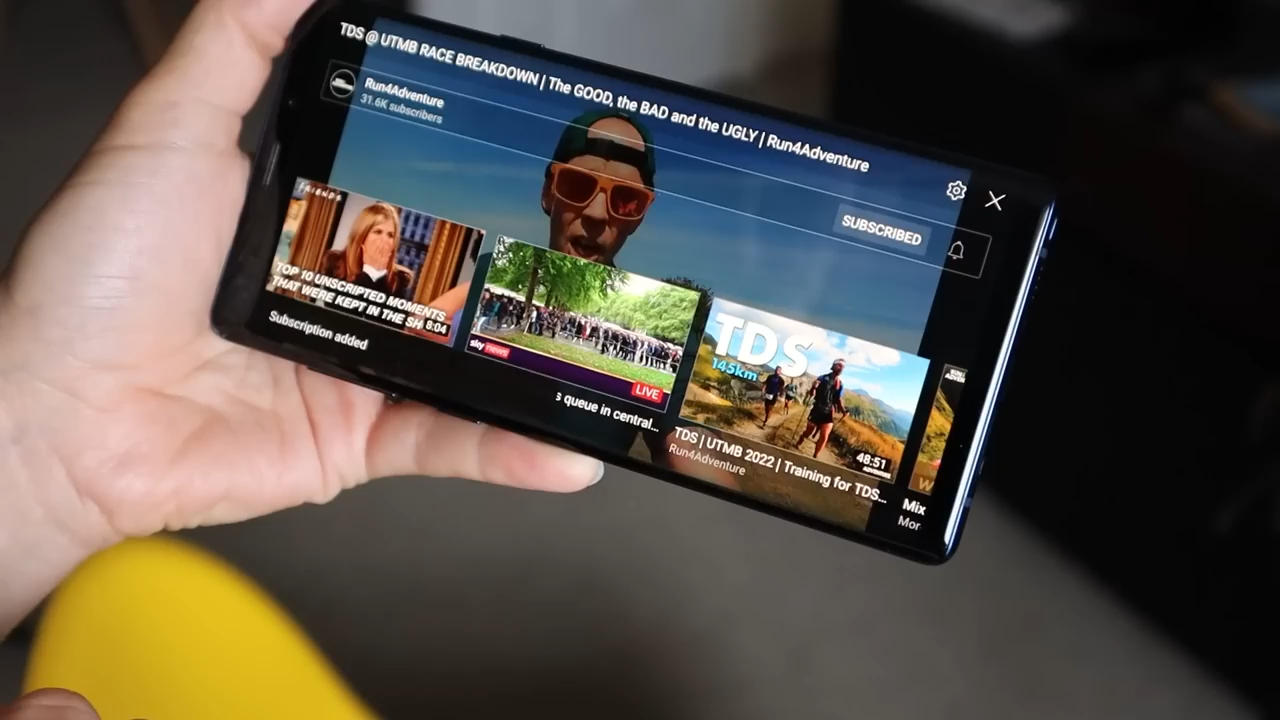 TDS @ UTMB RACE BREAKDOWN | The GOOD, the BAD and the UGLY | Run4Adventure
Run4Adventure
31.6K subscribers
SUBSCRIBED
FRIENDS
TOP 10 UNSCRIPTED MOMENTS
THAT WERE KEPT IN THE SH
8:04
Subscription added
sky news
LIVE
queue in central...
TDS
145km
48:51
ADVENTURE
TDS | UTMB 2022 | Training for TDS...
Run4Adventure
Mix